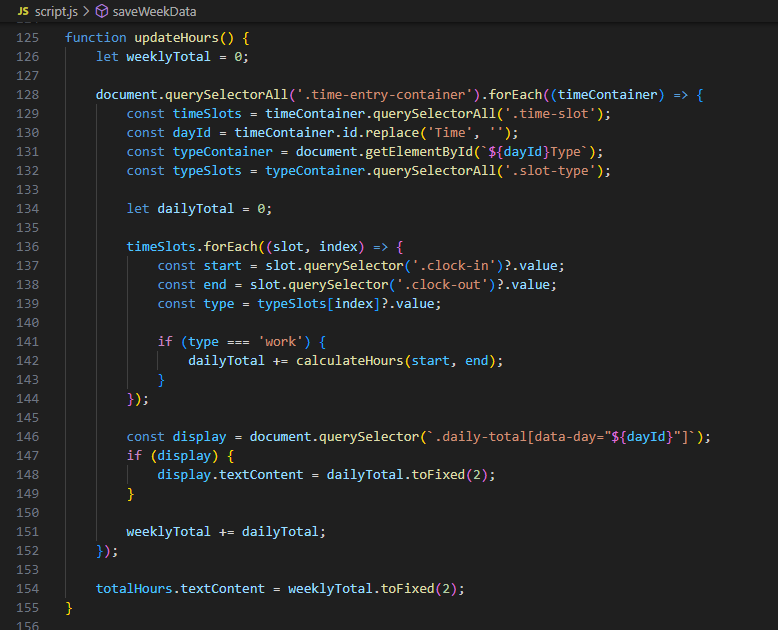 JS script.js > saveWeekData
125 function updateHours() {
126 let weeklyTotal = 0;
127
128 document.querySelectorAll('.time-entry-container').forEach((timeContainer) => {
129 const timeSlots = timeContainer.querySelectorAll('.time-slot');
130 const dayId = timeContainer.id.replace('Time', '');
131 const typeContainer = document.getElementById(`${dayId}Type`);
132 const typeSlots = typeContainer.querySelectorAll('.slot-type');
133
134 let dailyTotal = 0;
135
136 timeSlots.forEach((slot, index) => {
137 const start = slot.querySelector('.clock-in')?.value;
138 const end = slot.querySelector('.clock-out')?.value;
139 const type = typeSlots[index]?.value;
140
141 if (type === 'work') {
142 dailyTotal += calculateHours(start, end);
143 }
144 });
145
146 const display = document.querySelector(`.daily-total[data-day="${dayId}"]`);
147 if (display) {
148 display.textContent = dailyTotal.toFixed(2);
149 }
150
151 weeklyTotal += dailyTotal;
152 });
153
154 totalHours.textContent = weeklyTotal.toFixed(2);
155 }
156